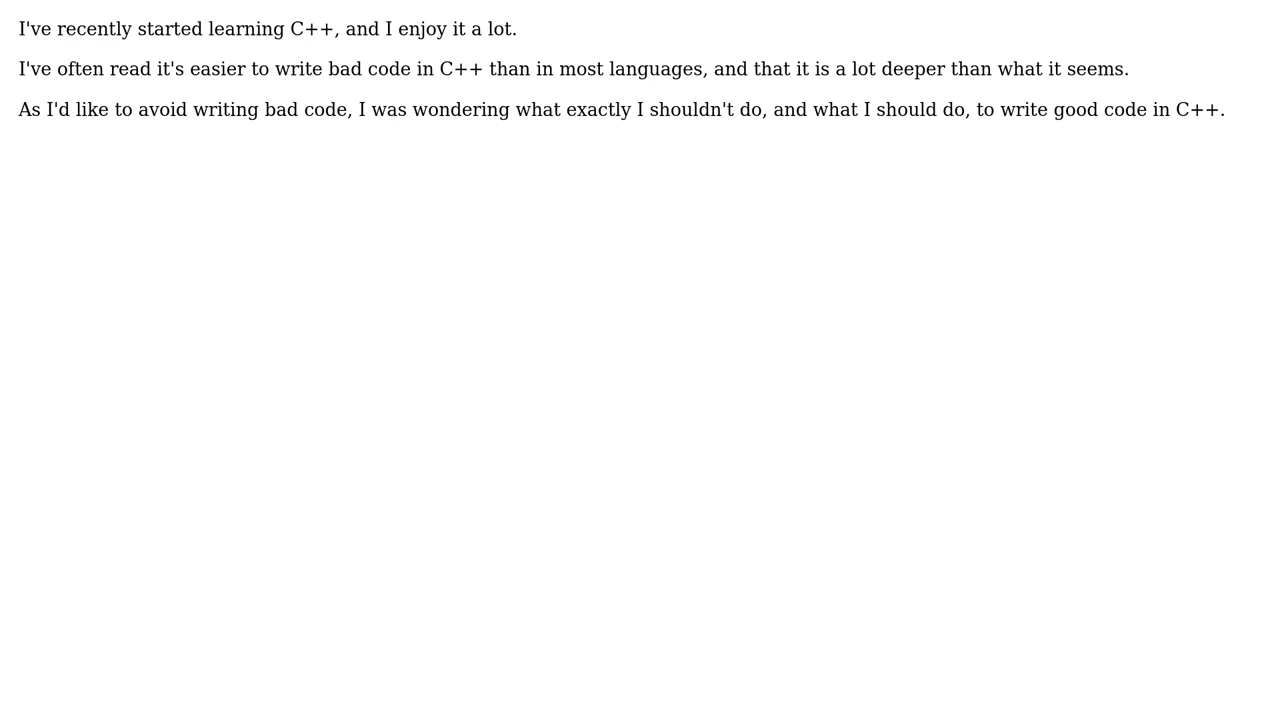 I've recently started learning C++, and I enjoy it a lot.
I've often read it's easier to write bad code in C++ than in most languages, and that it is a lot deeper than what it seems.
As I'd like to avoid writing bad code, I was wondering what exactly I shouldn't do, and what I should do, to write good code in C++.